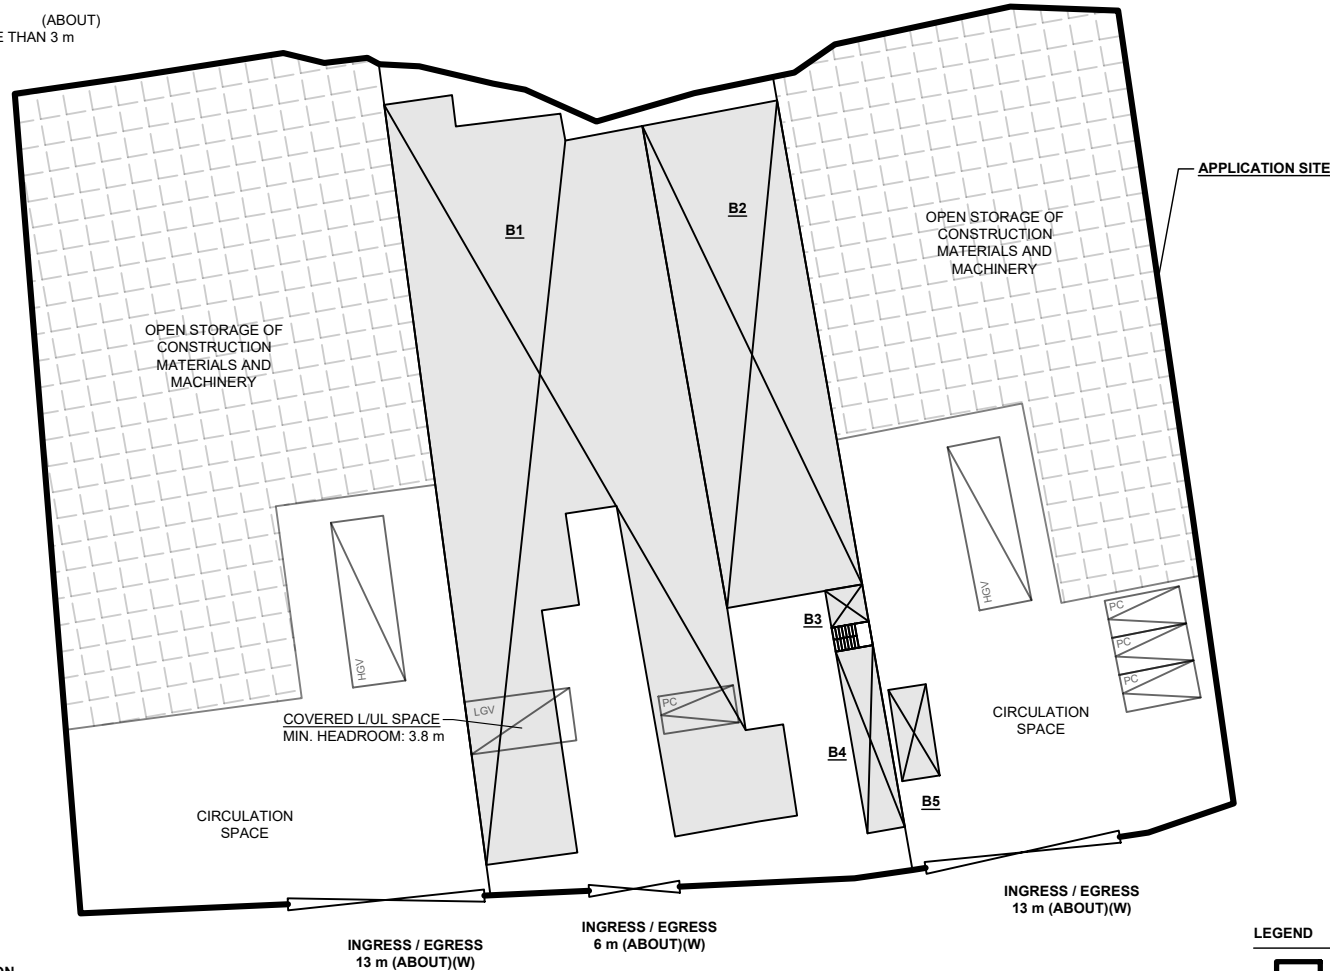 (ABOUT)
E THAN 3 m
APPLICATION SITE
B1
B2
OPEN STORAGE OF
CONSTRUCTION
MATERIALS AND
MACHINERY
OPEN STORAGE OF
CONSTRUCTION
MATERIALS AND
MACHINERY
HGV
HGV
PC
PC
PC
B3
LGV
PC
COVERED L/UL SPACE
MIN. HEADROOM: 3.8 m
CIRCULATION
SPACE
B4
B5
CIRCULATION
SPACE
INGRESS / EGRESS
13 m (ABOUT)(W)
INGRESS / EGRESS
6 m (ABOUT)(W)
INGRESS / EGRESS
13 m (ABOUT)(W)
LEGEND